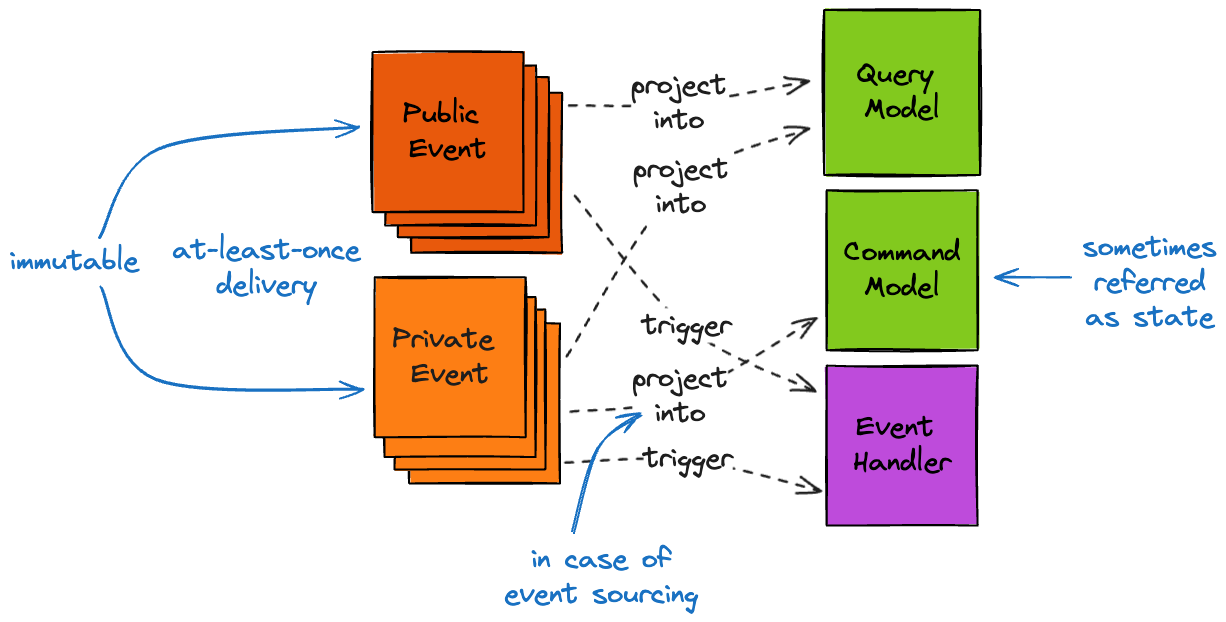 Public
Event
project
into
Query
Model
project
into
immutable
at-least-once
delivery
Command
Model
sometimes
referred
as state
Private
Event
trigger
project
into
trigger
Event
Handler
in case of
event sourcing